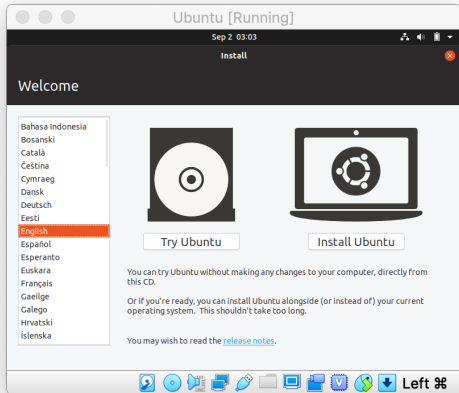 Ubuntu [Running]
Sep 2 03:03
Install
Welcome
Bahasa Indonesia
Bosanski
Català
Čeština
Cymraeg
Dansk
Deutsch
Eesti
English
Español
Esperanto
Euskara
Français
Gaeilge
Galego
Hrvatski
Íslenska
Try Ubuntu
Install Ubuntu
You can try Ubuntu without making any changes to your computer, directly from
this CD.
Or if you're ready, you can install Ubuntu alongside (or instead of) your current
operating system. This shouldn't take too long.
You may wish to read the release notes.
Left ⌘